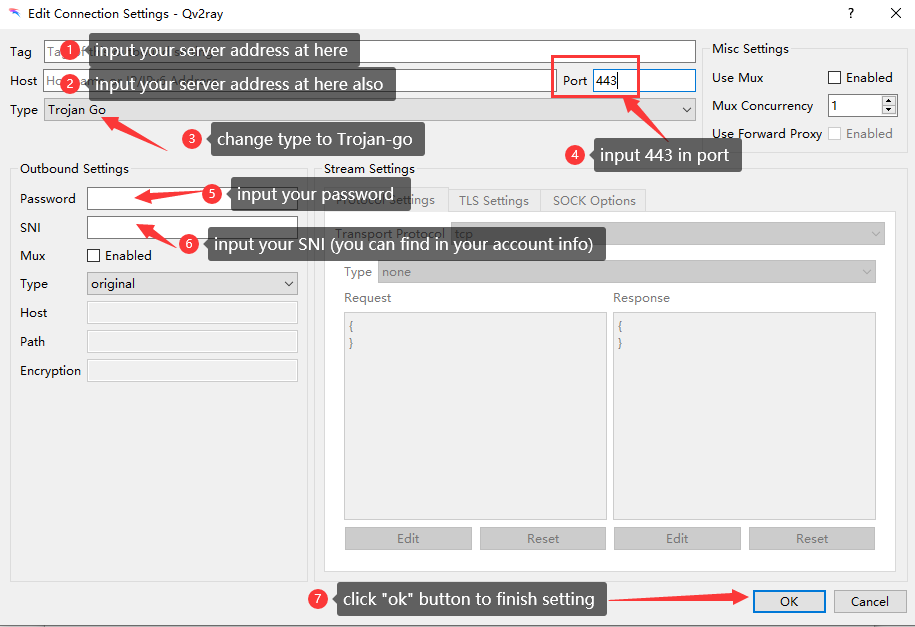 Edit Connection Settings - Qv2ray
? ×
Tag 1 input your server address at here
Host 2 input your server address at here also
Port 443
Type Trojan Go
3 change type to Trojan-go
4 input 443 in port
Misc Settings
Use Mux Enabled
Mux Concurrency 1
Use Forward Proxy Enabled
Outbound Settings
Password 5 input your password
SNI
6 input your SNI (you can find in your account info)
Mux Enabled
Type original
Host
Path
Encryption
Stream Settings
Protocol Settings TLS Settings SOCK Options
Transport Protocol tcp
Type none
Request Response
{ {
} }
Edit Reset Edit Reset
7 click "ok" button to finish setting
OK Cancel